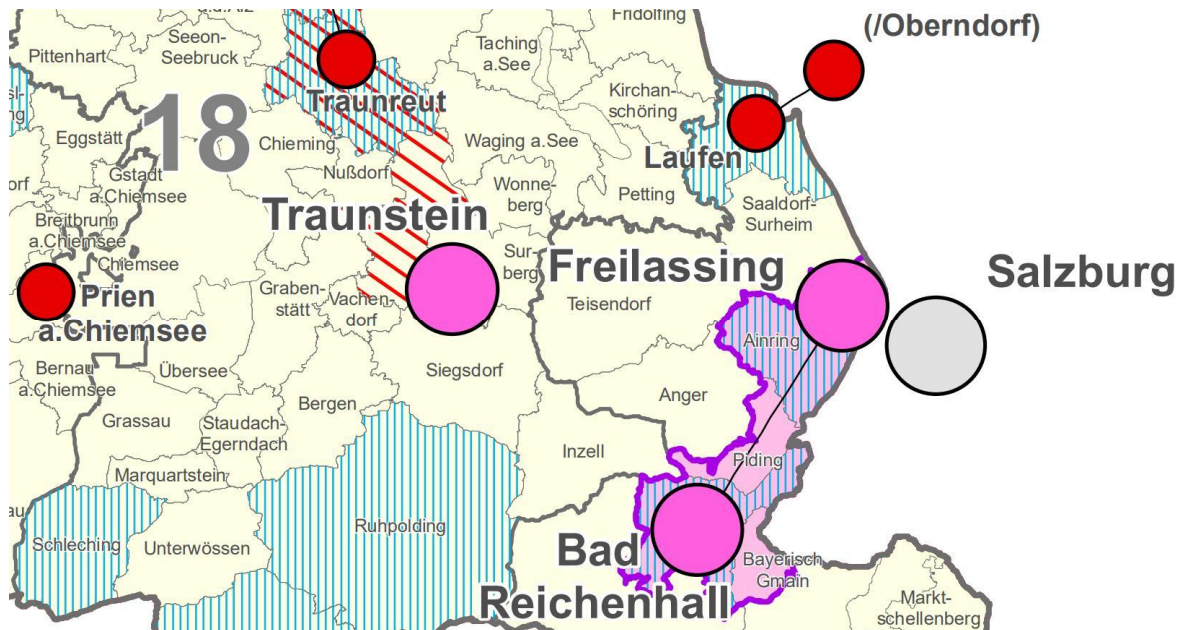 a.d.Alz
Fridolfing
(/Oberndorf)
Seeon-
Seebruck
Pittenhart
Taching
a.See
Kirchan-
schöring
Traunreut
18
Eggstätt
Chieming
Waging a.See
Laufen
Gstadt
a.Chiemsee
Nußdorf
Wonne-
berg
Petting
Saaldorf-
Surheim
Breitbrunn
a.Chiemsee
Traunstein
Chiemsee
Sur-
berg
Freilassing
Salzburg
Teisendorf
Graben-
stätt
Vachen-
dorf
Prien
a.Chiemsee
Ainring
Bernau
a.Chiemsee
Übersee
Siegsdorf
Anger
Bergen
Grassau
Staudach-
Egerndach
Inzell
Piding
Marquartstein
Ruhpolding
Schleching
Unterwössen
Bad
Reichenhall
Bayerisch
Gmain
Markt-
schellenberg